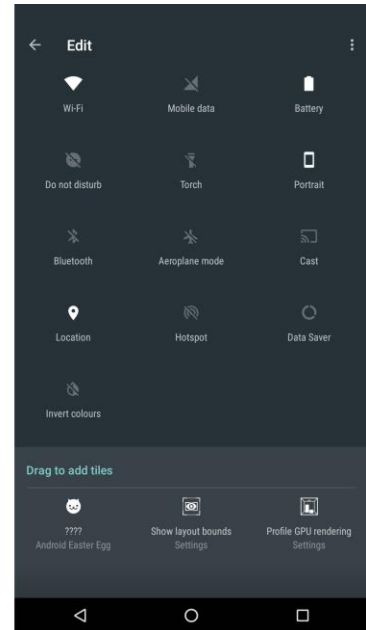 Edit
Wi-Fi
Mobile data
Battery
Do not disturb
Torch
Portrait
Bluetooth
Aeroplane mode
Cast
Location
Hotspot
Data Saver
Invert colours
Drag to add tiles
????
Android Easter Egg
Show layout bounds
Settings
Profile GPU rendering
Settings